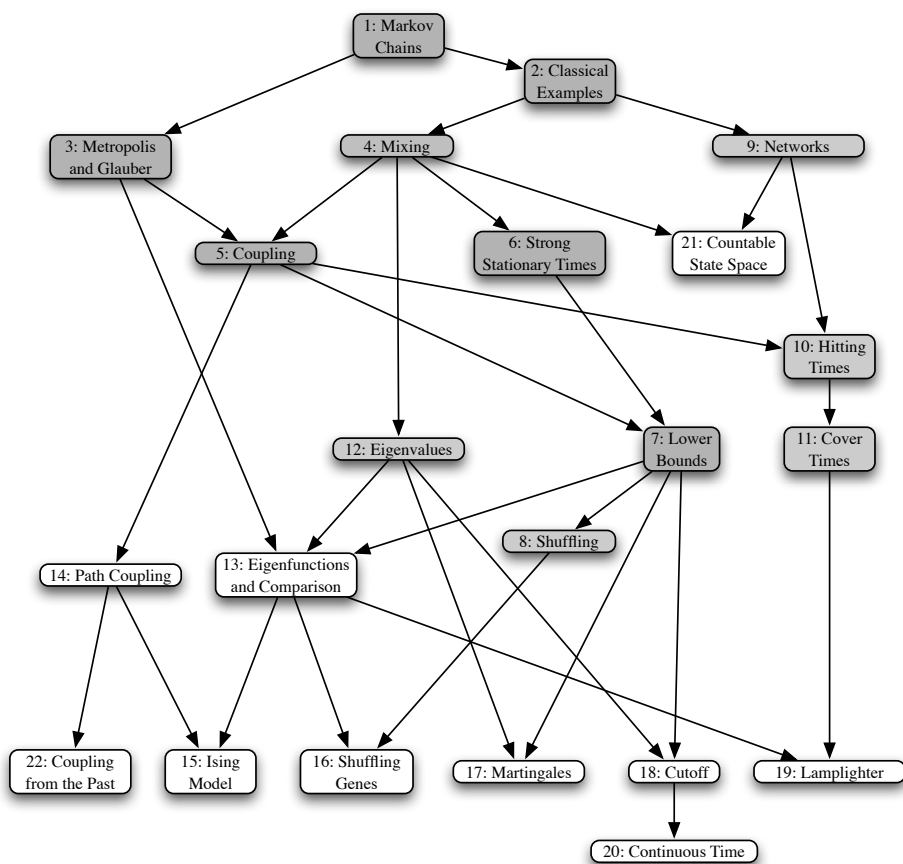 1: Markov
Chains
2: Classical
Examples
3: Metropolis
and Glauber
4: Mixing
9: Networks
5: Coupling
6: Strong
Stationary Times
21: Countable
State Space
10: Hitting
Times
12: Eigenvalues
7: Lower
Bounds
11: Cover
Times
8: Shuffling
14: Path Coupling
13: Eigenfunctions
and Comparison
22: Coupling
from the Past
15: Ising
Model
16: Shuffling
Genes
17: Martingales
18: Cutoff
19: Lamplighter
20: Continuous Time